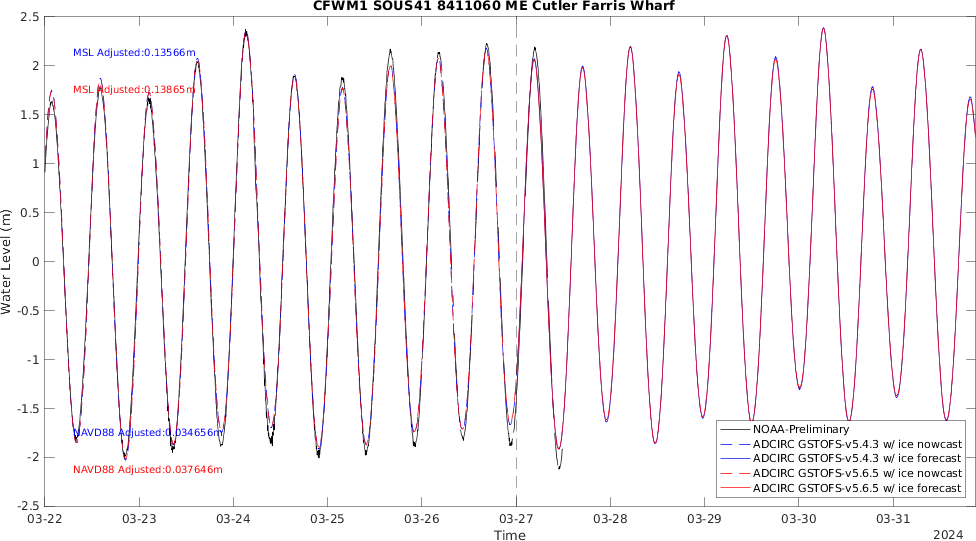 CFWM1 SOUS41 8411060 ME Cutler Farris Wharf
2.5
2
1.5
1
0.5
0
-0.5
-1
-1.5
-2
-2.5
Water Level (m)
MSL Adjusted:0.13566m
MSL Adjusted:0.13865m
NAVD88 Adjusted:0.034656m
NAVD88 Adjusted:0.037646m
NOAA-Preliminary
ADCIRC GSTOFS-v5.4.3 w/ ice nowcast
ADCIRC GSTOFS-v5.4.3 w/ ice forecast
ADCIRC GSTOFS-v5.6.5 w/ ice nowcast
ADCIRC GSTOFS-v5.6.5 w/ ice forecast
03-22 03-23 03-24 03-25 03-26 03-27 03-28 03-29 03-30 03-31
Time
2024